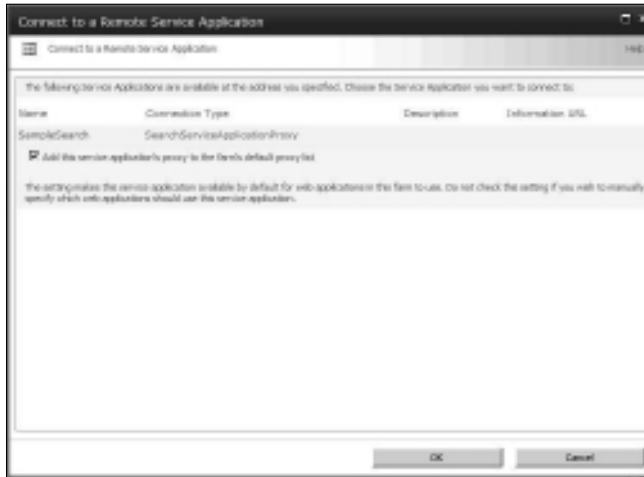 Connect to a Remote Service Application
Connect to a Remote Service Application
Help
The following Service Applications are available at the address you specified. Choose the Service Application you want to connect to:
Name Connection Type Description Information URL
SampleSearch SearchServiceApplicationProxy
Add this service application's proxy to the farm's default proxy list
The setting makes the service application available by default for web applications in this farm to use. Do not check the setting if you wish to manually
specify which web applications should use this service application.
OK Cancel